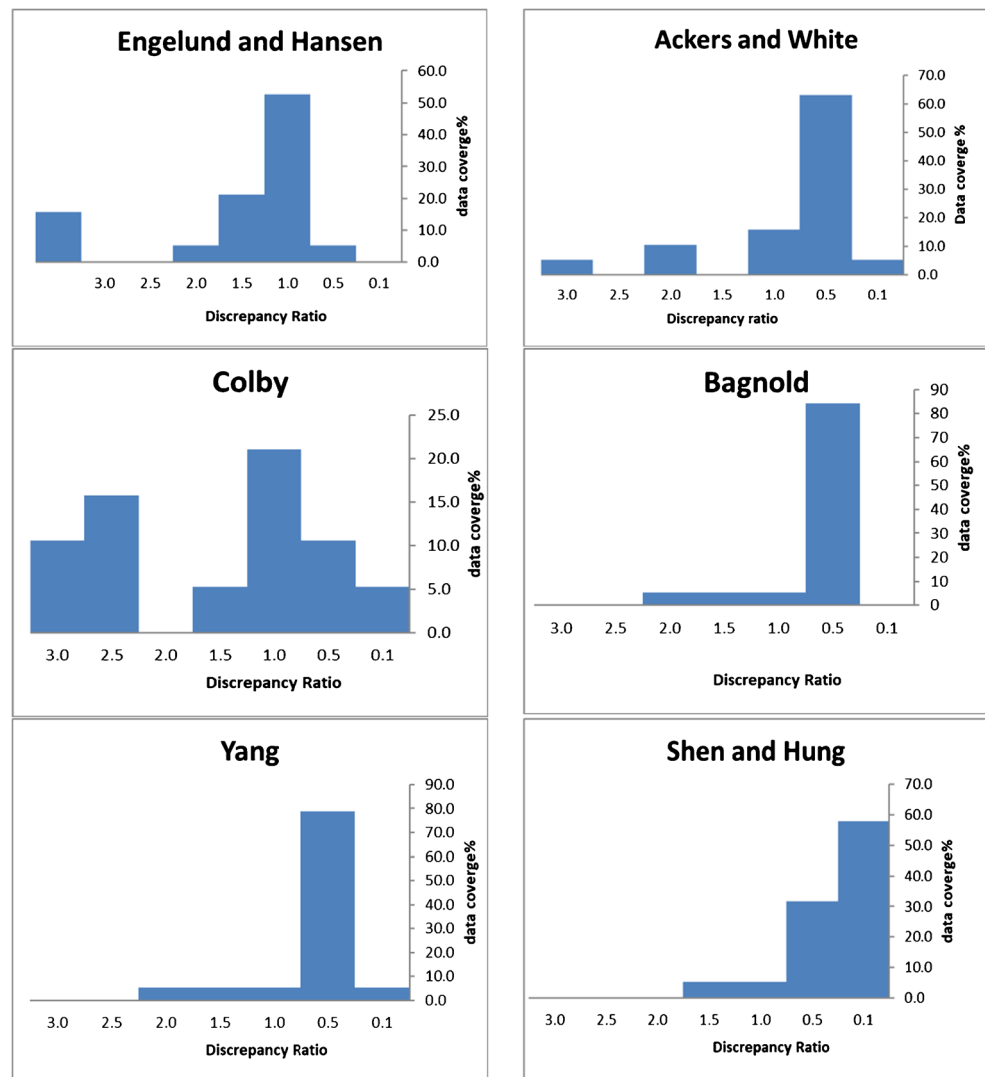 Engelund and Hansen
60.0
50.0
40.0
30.0
20.0
10.0
0.0
data coverge%
3.0 2.5 2.0 1.5 1.0 0.5 0.1
Discrepancy Ratio
Ackers and White
70.0
60.0
50.0
40.0
30.0
20.0
10.0
0.0
Data coverge%
3.0 2.5 2.0 1.5 1.0 0.5 0.1
Discrepancy ratio
Colby
25.0
20.0
15.0
10.0
5.0
0.0
data coverge%
3.0 2.5 2.0 1.5 1.0 0.5 0.1
Discrepancy Ratio
Bagnold
90
80
70
60
50
40
30
20
10
0
data coverge%
3.0 2.5 2.0 1.5 1.0 0.5 0.1
Discrepancy Ratio
Yang
90.0
80.0
70.0
60.0
50.0
40.0
30.0
20.0
10.0
0.0
data coverge%
3.0 2.5 2.0 1.5 1.0 0.5 0.1
Discrepancy Ratio
Shen and Hung
70.0
60.0
50.0
40.0
30.0
20.0
10.0
0.0
data coverge%
3.0 2.5 2.0 1.5 1.0 0.5 0.1
Discrepancy Ratio